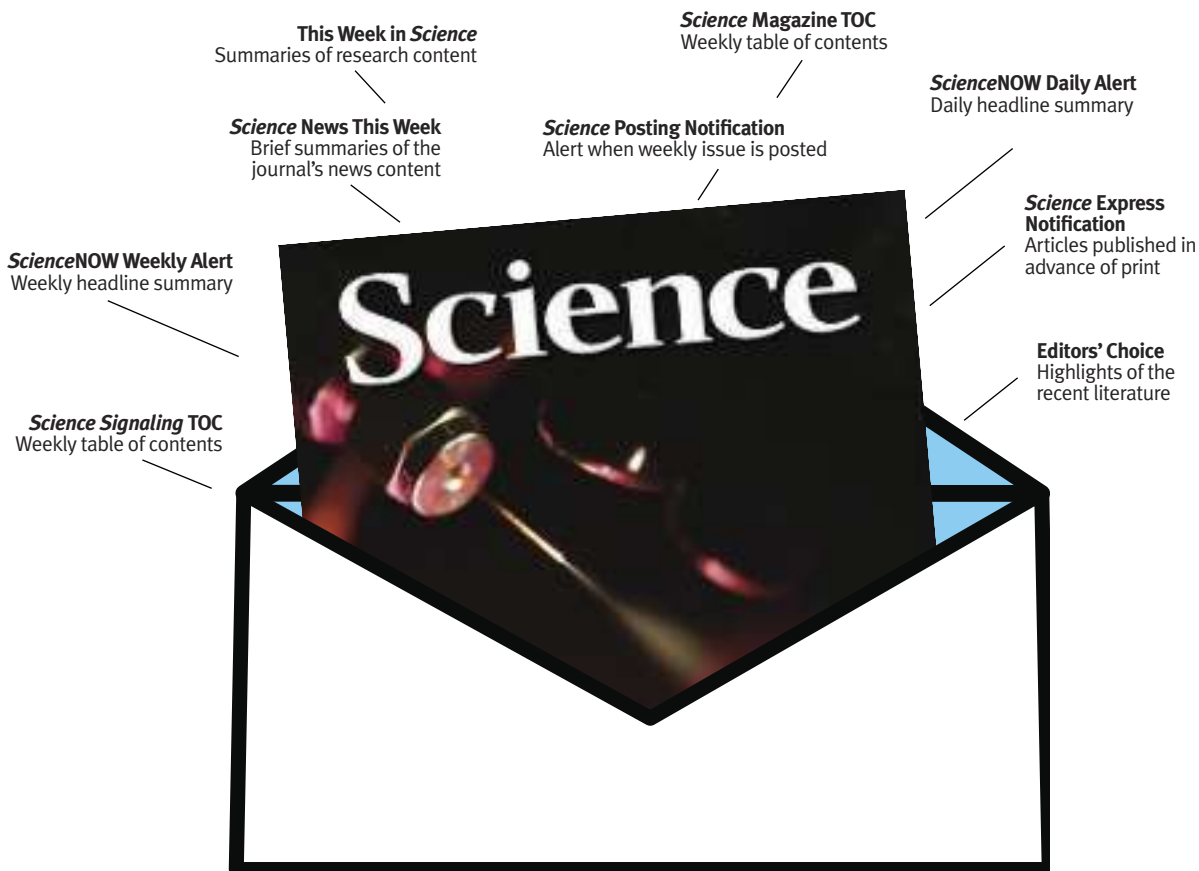 This Week in Science
Summaries of research content
Science Magazine TOC
Weekly table of contents
ScienceNOW Daily Alert
Daily headline summary
Science News This Week
Brief summaries of the
journal’s news content
Science Posting Notification
Alert when weekly issue is posted
Science Express
Notification
Articles published in
advance of print
ScienceNOW Weekly Alert
Weekly headline summary
Editors’ Choice
Highlights of the
recent literature
Science Signaling TOC
Weekly table of contents
Science